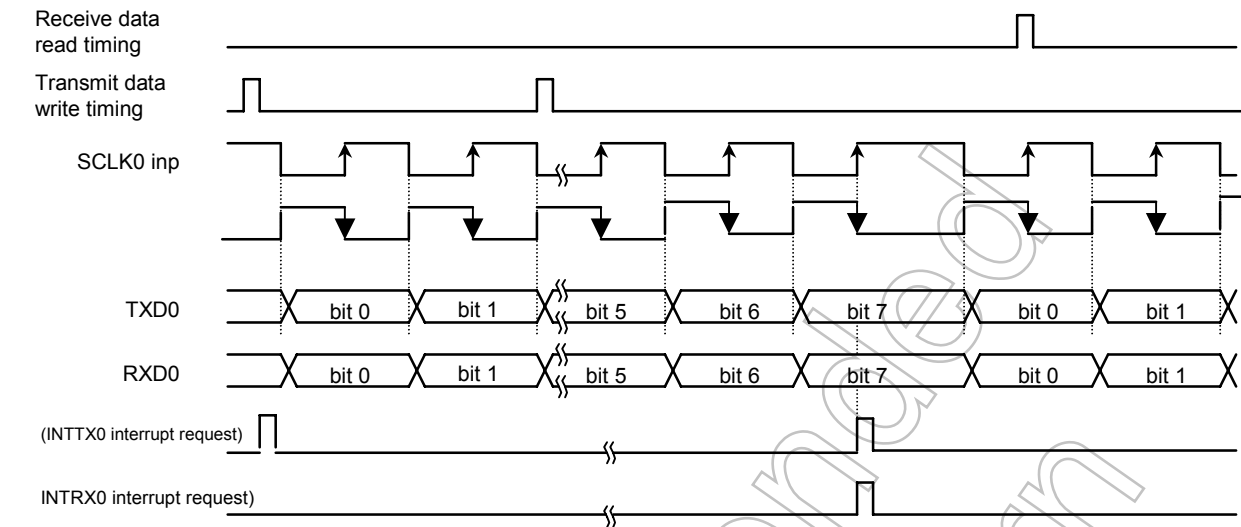 Receive data
read timing
Transmit data
write timing
SCLK0 inp
TXD0 bit 0 bit 1 bit 5 bit 6 bit 7 bit 0 bit 1
RXD0 bit 0 bit 1 bit 5 bit 6 bit 7 bit 0 bit 1
(INTTX0 interrupt request)
INTRX0 interrupt request)